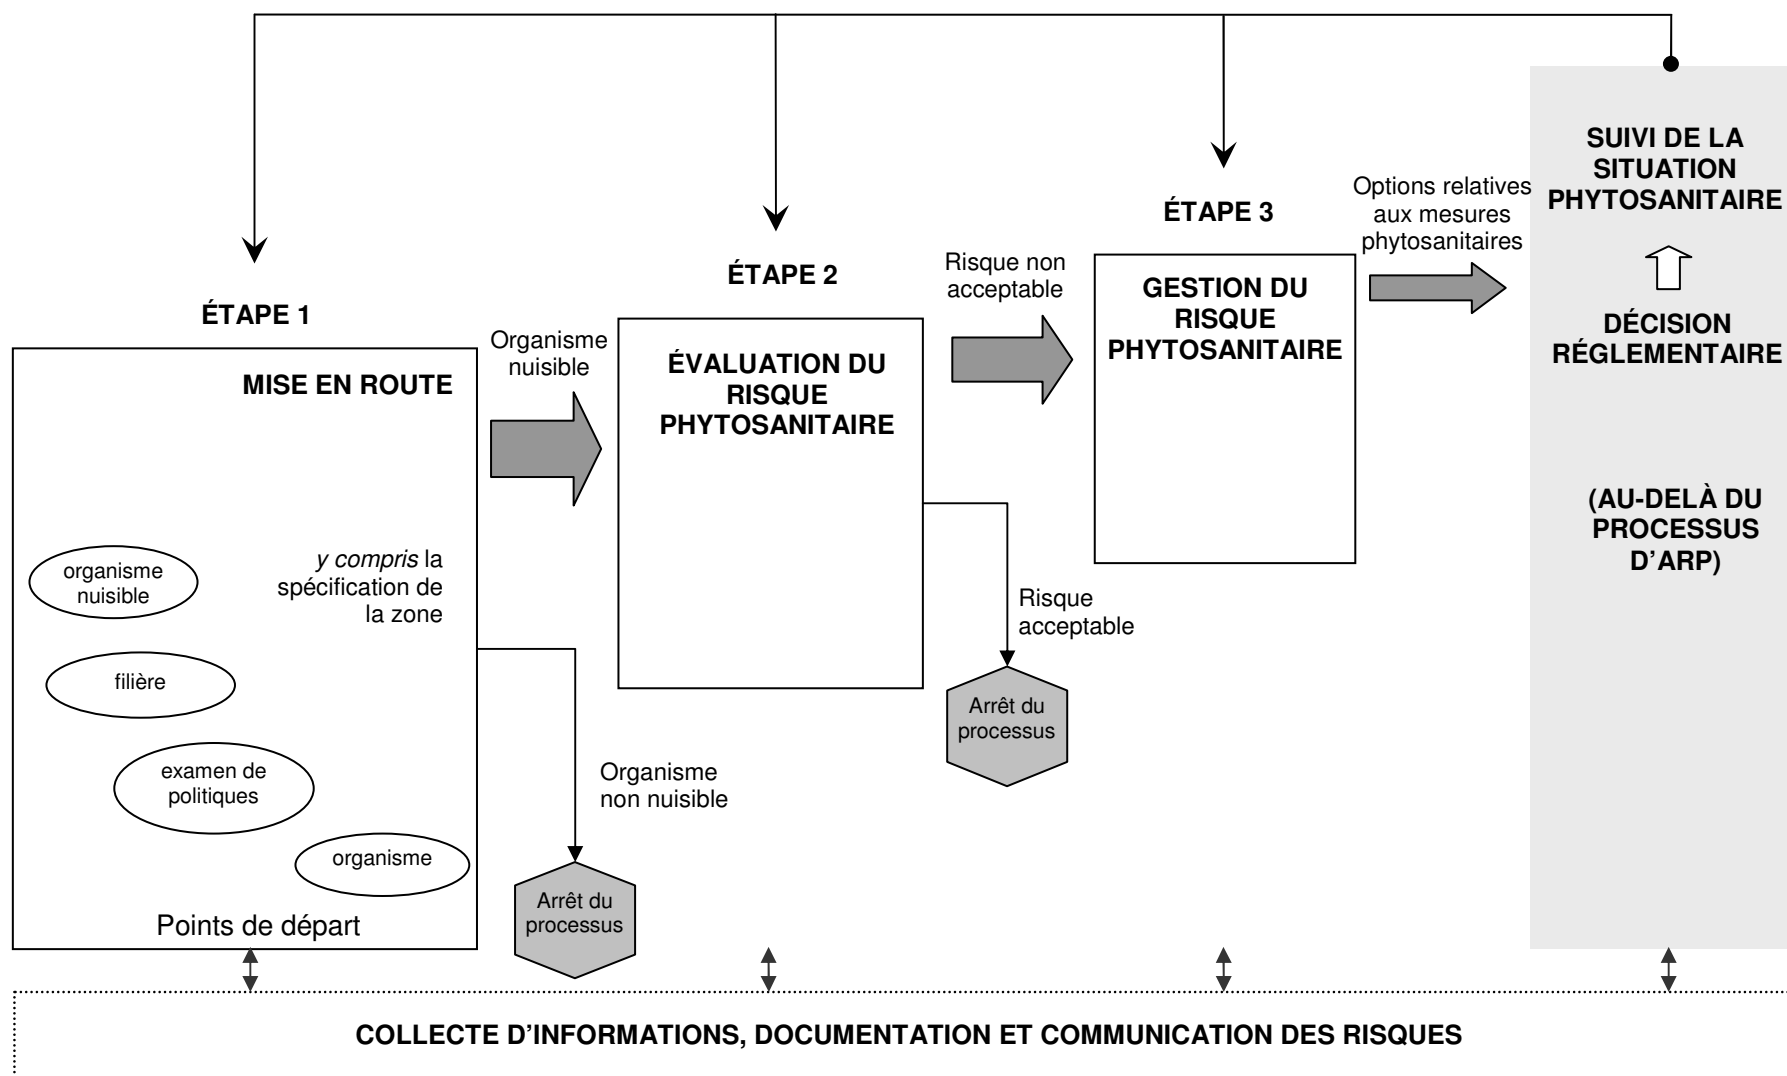 ÉTAPE 1
MISE EN ROUTE
y compris la
spécification de
la zone
organisme
nuisible
filière
examen de
politiques
organisme
Points de départ
Organisme
nuisible
Organisme
non nuisible
Arrêt du
processus
ÉTAPE 2
ÉVALUATION DU
RISQUE
PHYTOSANITAIRE
Risque non
acceptable
Risque
acceptable
Arrêt du
processus
ÉTAPE 3
GESTION DU
RISQUE
PHYTOSANITAIRE
Options relatives
aux mesures
phytosanitaires
SUIVI DE LA
SITUATION
PHYTOSANITAIRE
DÉCISION
RÉGLEMENTAIRE
(AU-DELÀ DU
PROCESSUS
D'ARP)
COLLECTE D'INFORMATIONS, DOCUMENTATION ET COMMUNICATION DES RISQUES